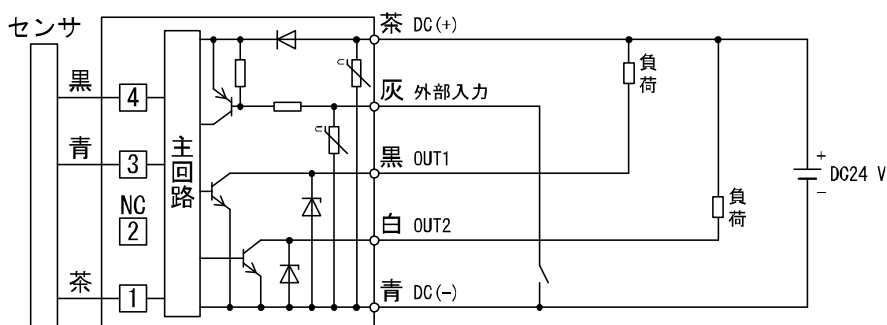 センサ
茶 DC(+)
黒
4
負荷
灰 外部入力
青
3
主回路
黒 OUT1
+
DC24 V
−
NC
2
白 OUT2
負荷
茶
1
青 DC(-)